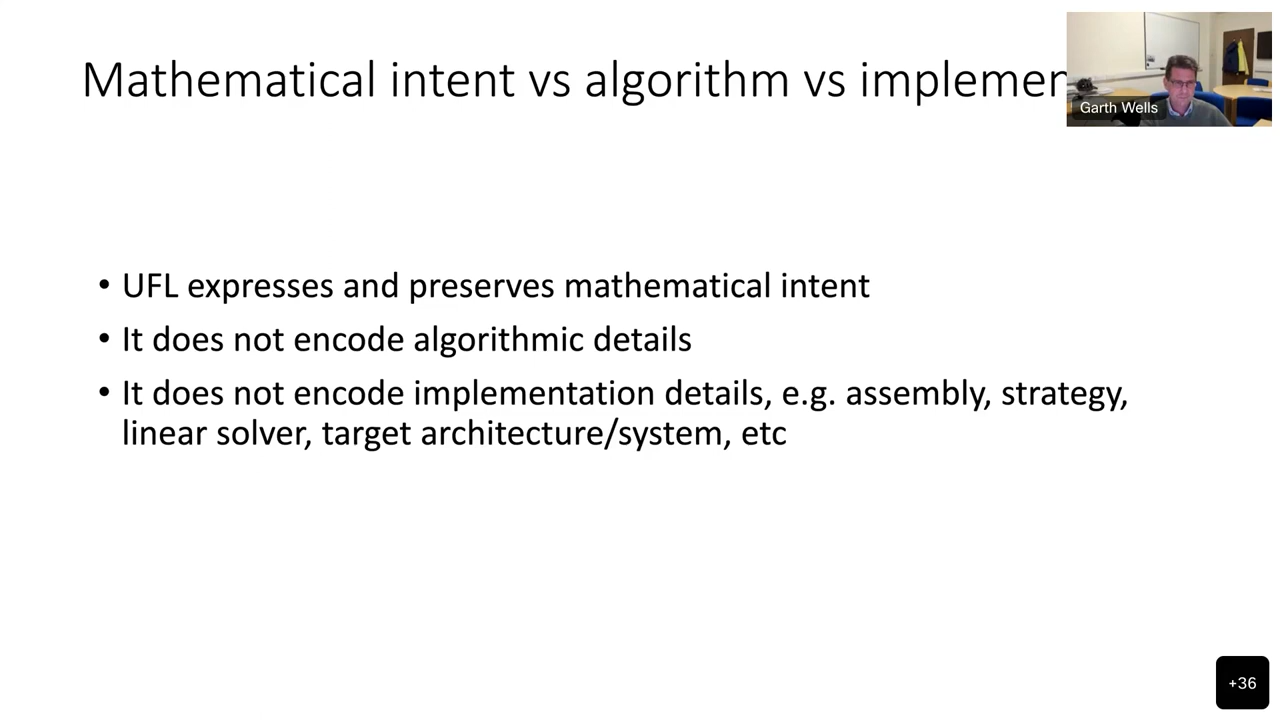 Mathematical intent vs algorithm vs implemen
Garth Wells
• UFL expresses and preserves mathematical intent
• It does not encode algorithmic details
• It does not encode implementation details, e.g. assembly, strategy,
linear solver, target architecture/system, etc
+36